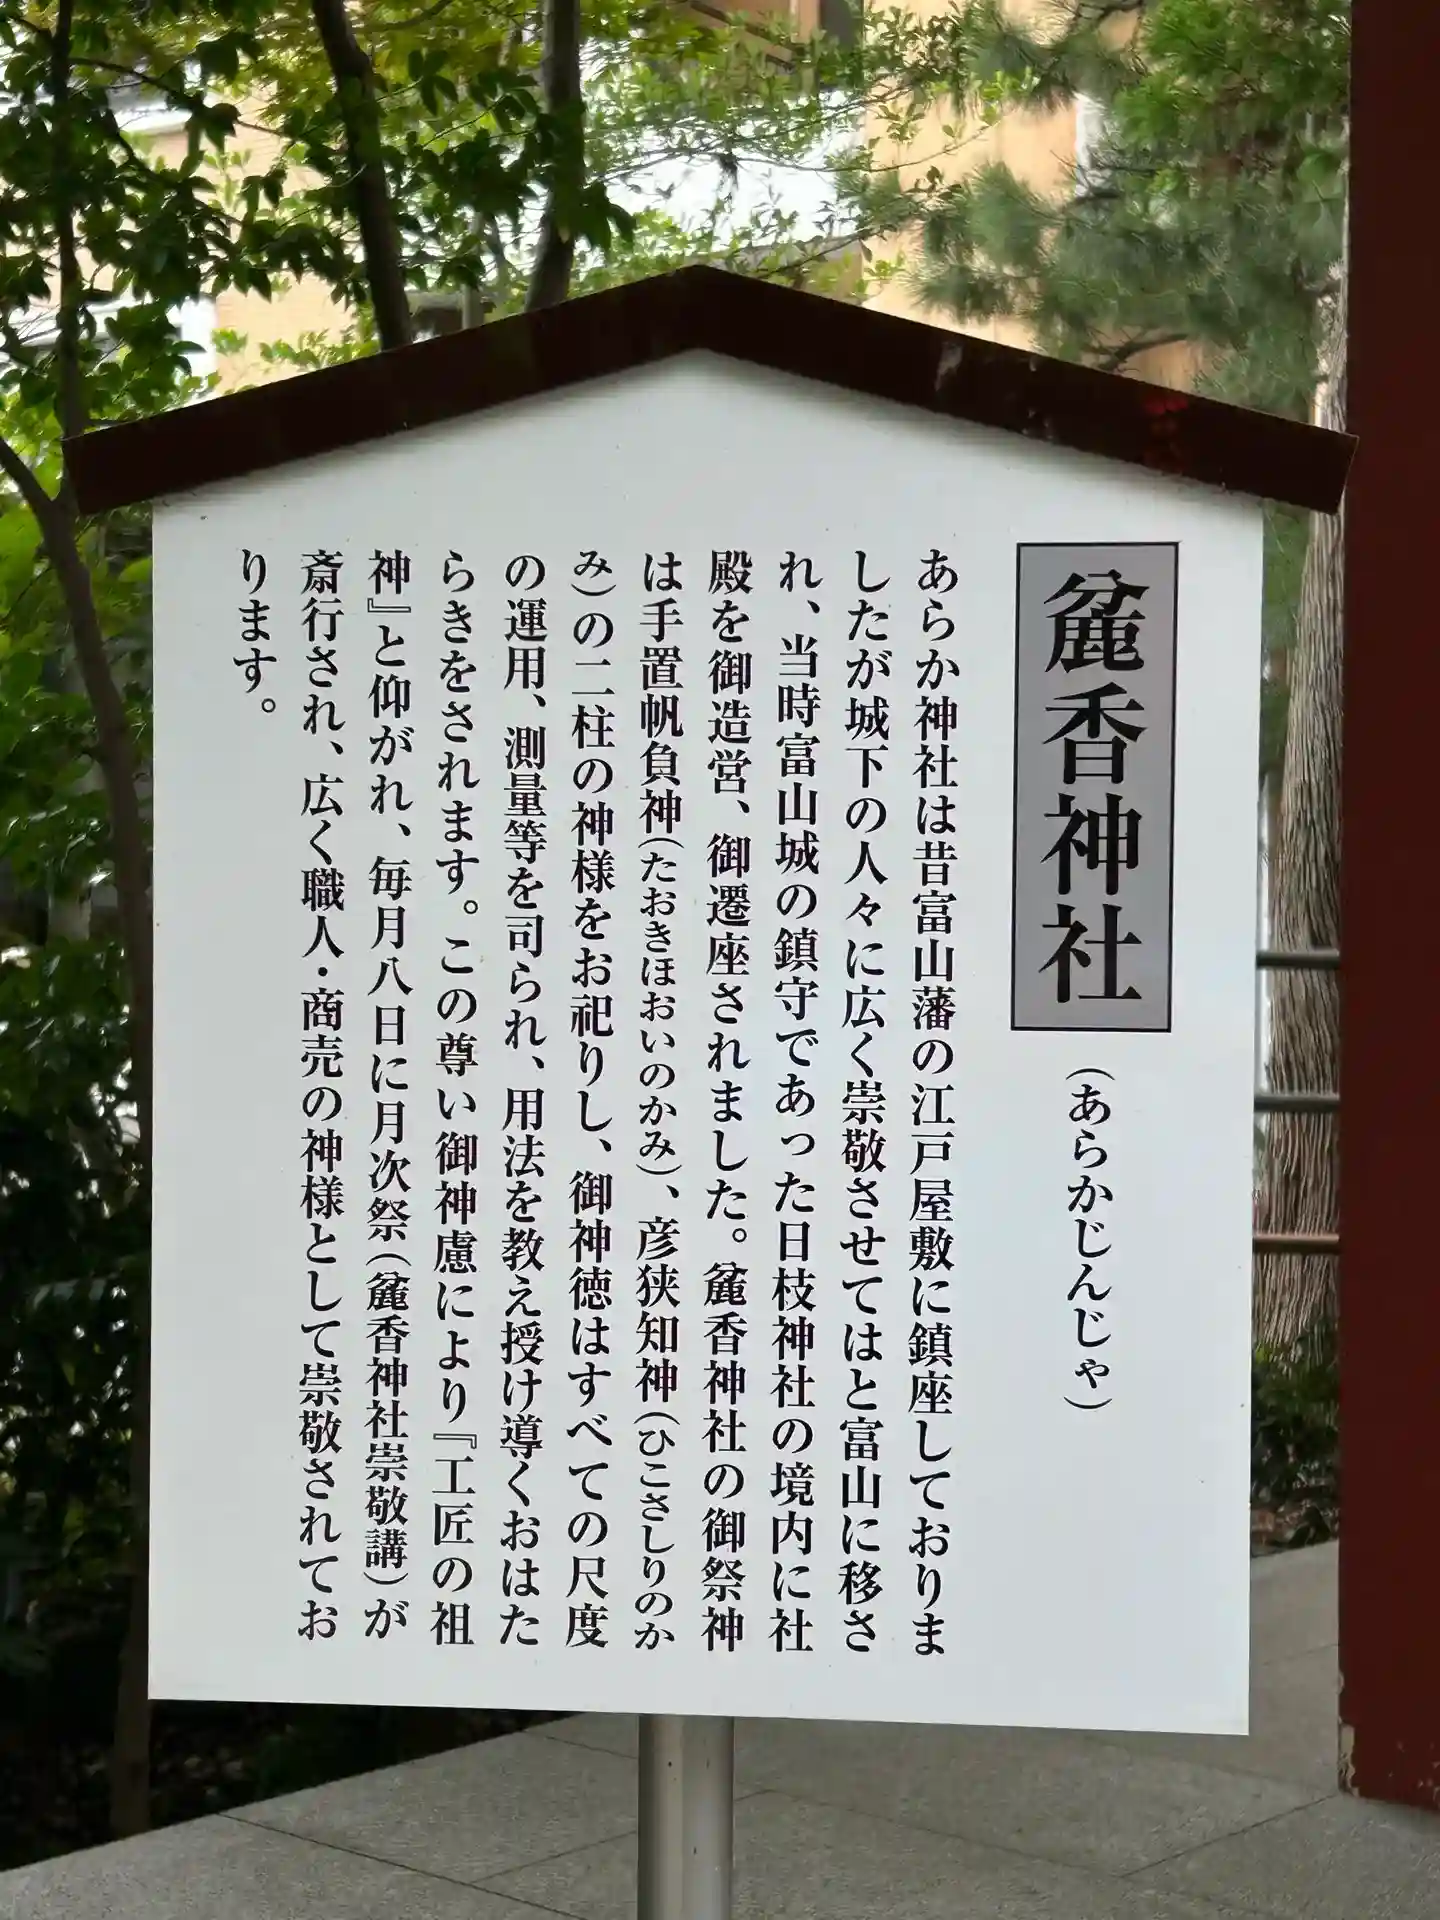 麁香神社（あらかじんじゃ）
あらか神社は昔富山藩の江戸屋敷に鎮座しておりま
したが城下の人々に広く崇敬させてはと富山に移さ
れ、当時富山城の鎮守であった日枝神社の境内に社
殿を御造営、御遷座されました。麁香神社の御祭神
は手置帆負神（たおきほおいのかみ）、彦狭知神（ひこさしりのか
み）の二柱の神様をお祀りし、御神徳はすべての尺度
の運用、測量等を司られ、用法を教え授け導くおはた
らきをされます。この尊い御神慮により『工匠の祖
神』と仰がれ、毎月八日に月次祭（麁香神社崇敬講）が
斎行され、広く職人・商売の神様として崇敬されてお
ります。